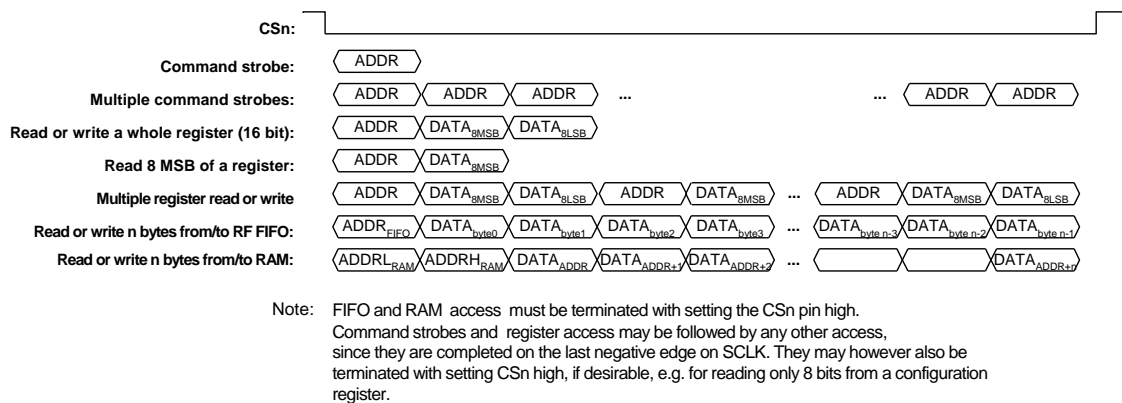 CSn:
Command strobe: ADDR
Multiple command strobes: ADDR ADDR ADDR ... ... ADDR ADDR
Read or write a whole register (16 bit): ADDR DATA8MSB DATA8LSB
Read 8 MSB of a register: ADDR DATA8MSB
Multiple register read or write ADDR DATA8MSB DATA8LSB ADDR DATA8MSB ... ADDR DATA8MSB DATA8LSB
Read or write n bytes from/to RF FIFO: ADDRFIFO DATAbyte0 DATAbyte1 DATAbyte2 DATAbyte3 ... DATAbyte n-3 DATAbyte n-2 DATAbyte n-1
Read or write n bytes from/to RAM: ADDRLRAM ADDRHRAM DATAADDR DATAADDR+1 DATAADDR+2 ... DATAADDR+n
Note: FIFO and RAM access must be terminated with setting the CSn pin high.
Command strobes and register access may be followed by any other access,
since they are completed on the last negative edge on SCLK. They may however also be
terminated with setting CSn high, if desirable, e.g. for reading only 8 bits from a configuration
register.